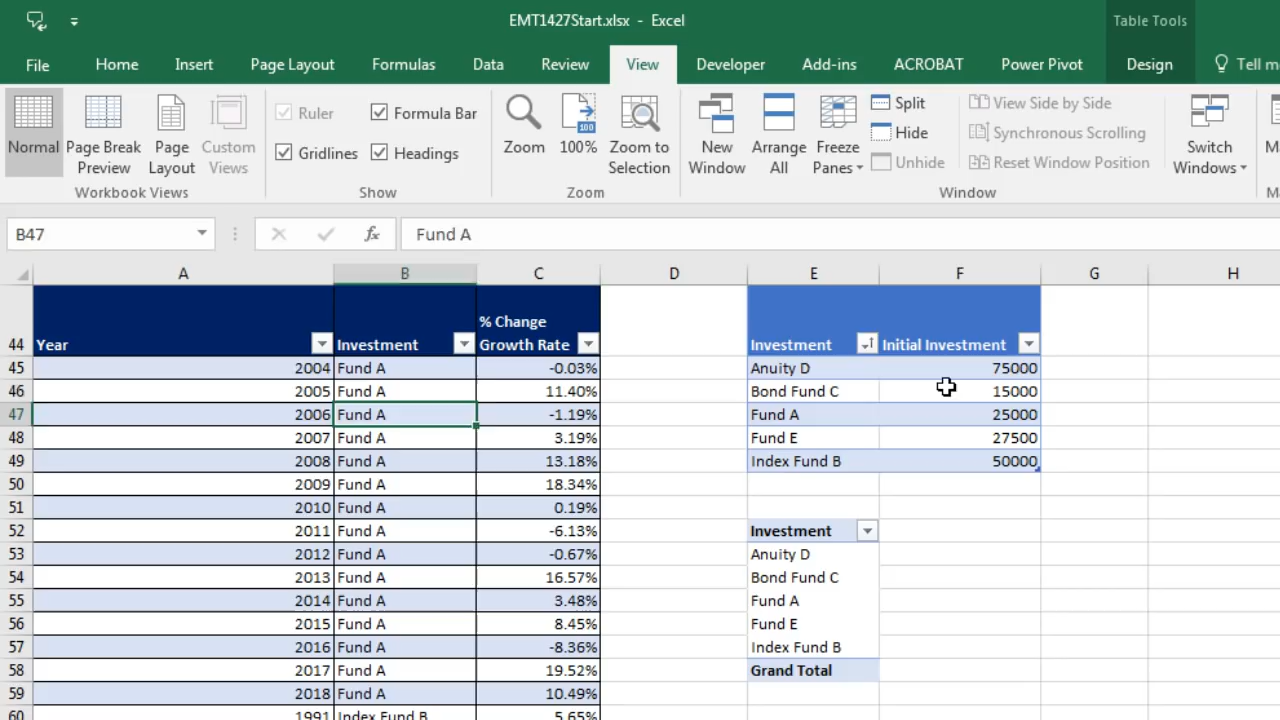 EMT1427Start.xlsx - Excel
Table Tools
File Home Insert Page Layout Formulas Data Review View Developer Add-ins ACROBAT Power Pivot Design Tell me
Normal
Page Break Preview
Page Layout
Custom Views
Workbook Views
Ruler
Formula Bar
Gridlines
Headings
Show
Zoom
100%
Zoom to Selection
Zoom
New Window
Arrange All
Freeze Panes
Split
Hide
Unhide
View Side by Side
Synchronous Scrolling
Reset Window Position
Window
Switch Windows
B47
fx
Fund A
A B C D E F G H
44 Year Investment % Change Growth Rate Investment Initial Investment
45 2004 Fund A -0.03% Anuity D 75000
46 2005 Fund A 11.40% Bond Fund C 15000
47 2006 Fund A -1.19% Fund A 25000
48 2007 Fund A 3.19% Fund E 27500
49 2008 Fund A 13.18% Index Fund B 50000
50 2009 Fund A 18.34%
51 2010 Fund A 0.19%
52 2011 Fund A -6.13% Investment
53 2012 Fund A -0.67% Anuity D
54 2013 Fund A 16.57% Bond Fund C
55 2014 Fund A 3.48% Fund A
56 2015 Fund A 8.45% Fund E
57 2016 Fund A -8.36% Index Fund B
58 2017 Fund A 19.52% Grand Total
59 2018 Fund A 10.49%
60 1991 Index Fund B 5.65%